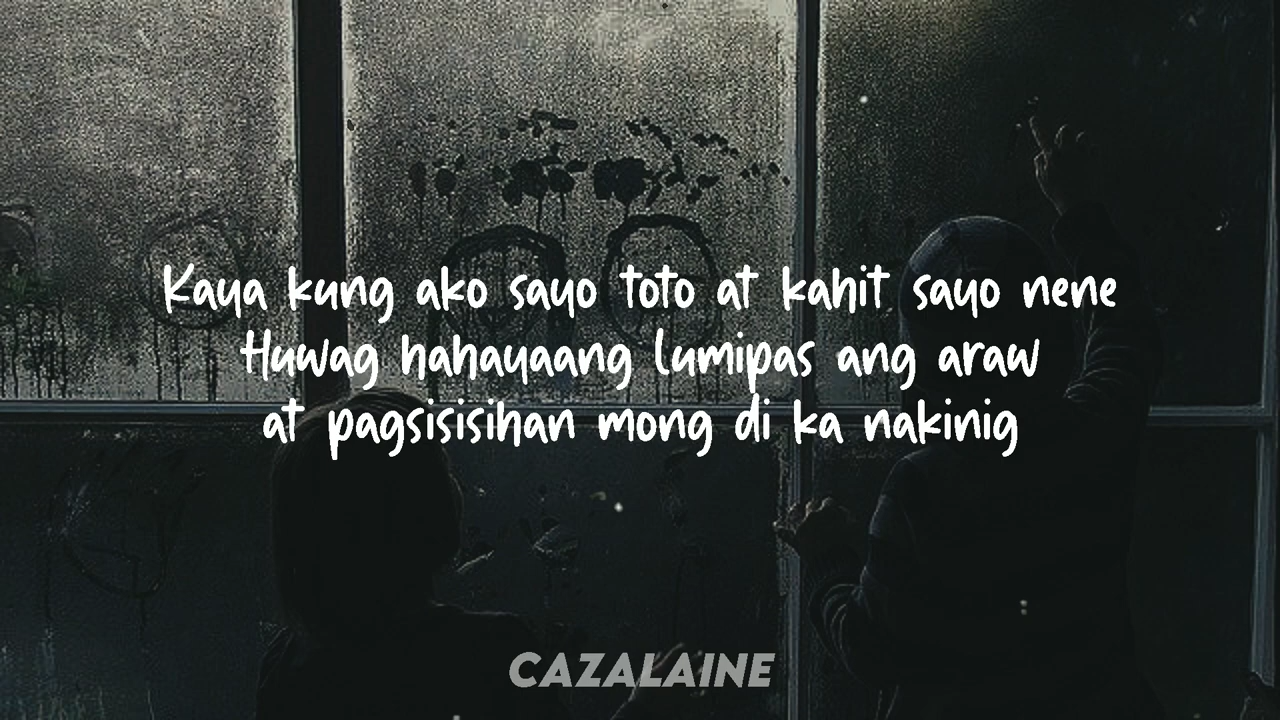 Kaya kung ako sayo toto at kahit sayo nene
Huwag hahayaang lumipas ang araw
at pagsisisihan mong di ka nakinig
CAZALAINE